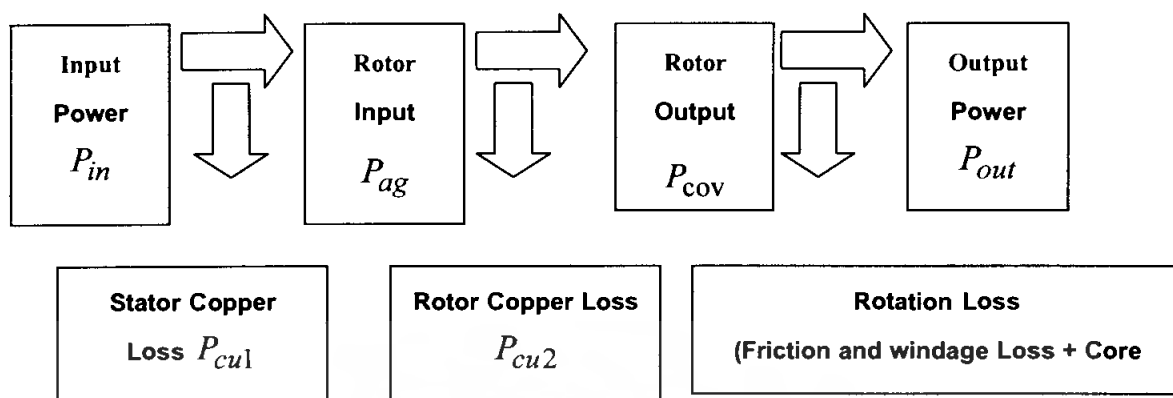 Input
Power
P_in
Rotor
Input
P_ag
Rotor
Output
P_cov
Output
Power
P_out
Stator Copper
Loss P_cu1
Rotor Copper Loss
P_cu2
Rotation Loss
(Friction and windage Loss + Core